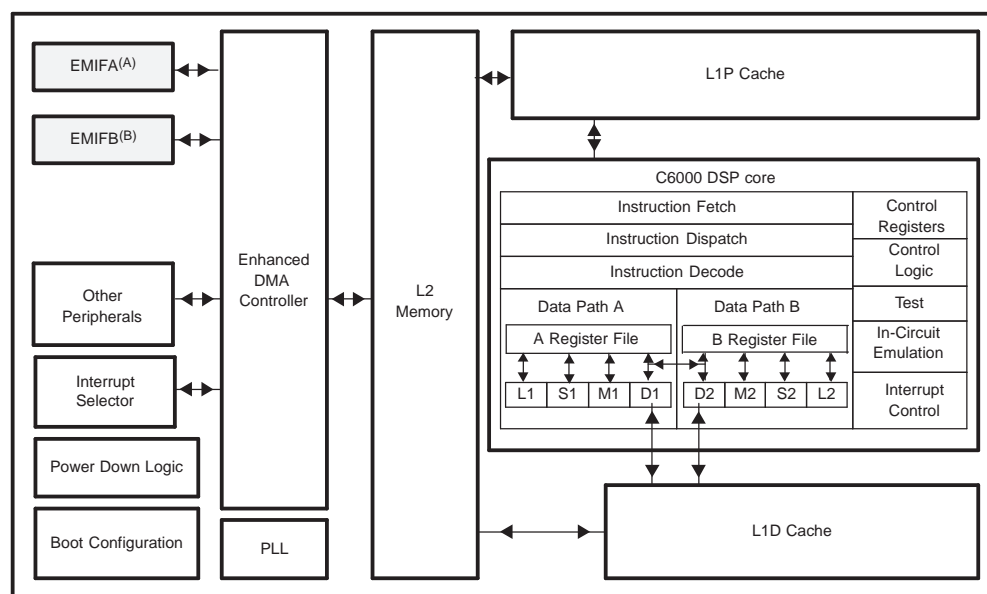 EMIFA(A)
EMIFB(B)
Other
Peripherals
Interrupt
Selector
Power Down Logic
Boot Configuration
Enhanced
DMA
Controller
PLL
L2
Memory
L1P Cache
C6000 DSP core
Instruction Fetch
Instruction Dispatch
Instruction Decode
Data Path A
Data Path B
A Register File
B Register File
L1 S1 M1 D1
D2 M2 S2 L2
Control
Registers
Control
Logic
Test
In-Circuit
Emulation
Interrupt
Control
L1D Cache